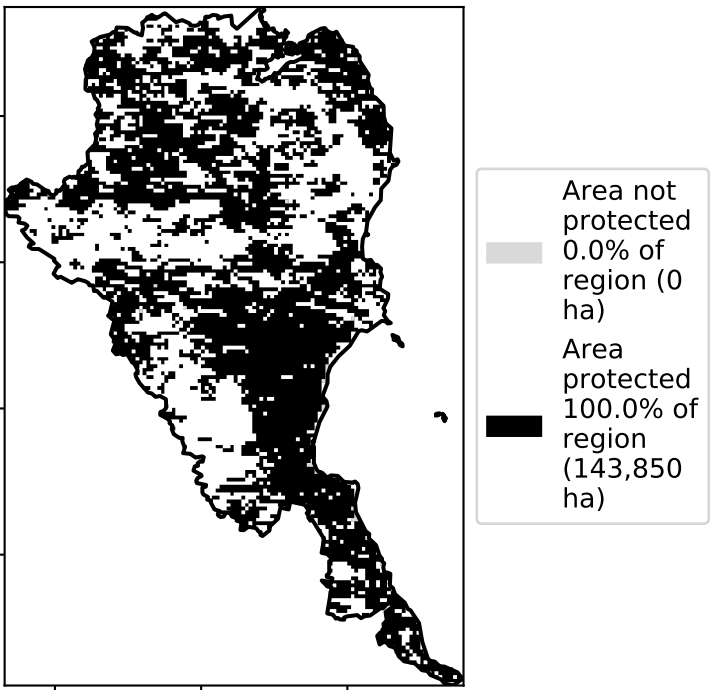 Area not
protected
0.0% of
region (0
ha)
Area
protected
100.0% of
region
(143,850
ha)